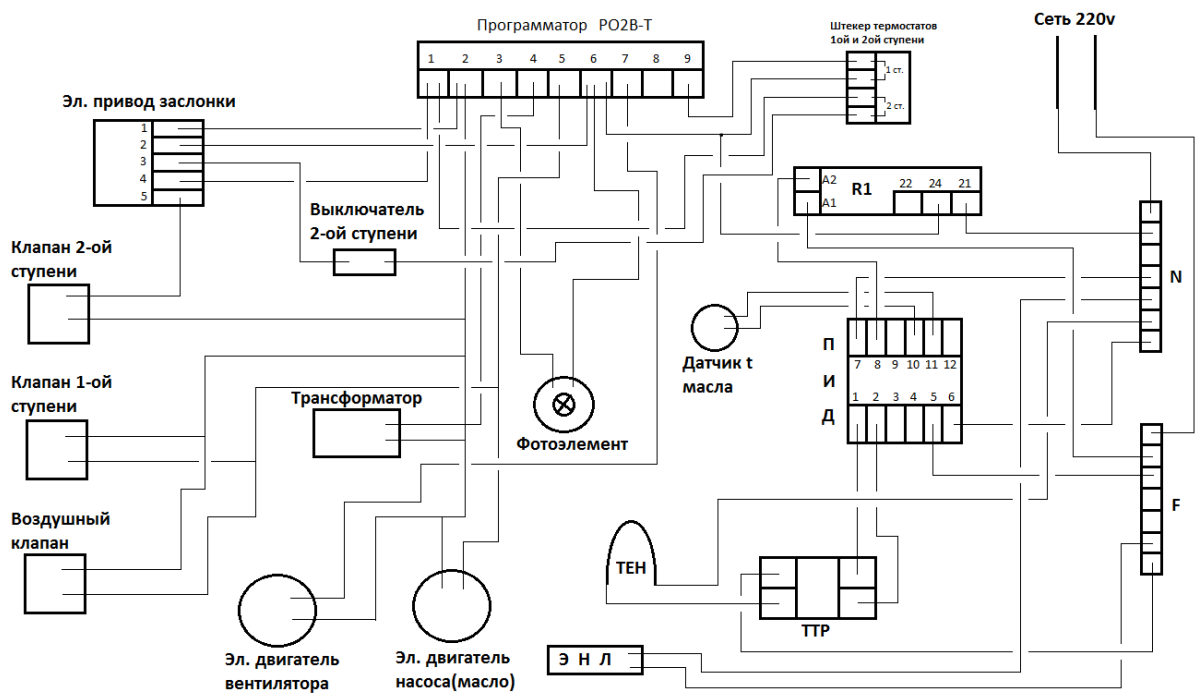 Программатор РО2В-Т
Штекер термостатов
1ой и 2ой ступени
Сеть 220v
1 2 3 4 5 6 7 8 9
1 ст.
2 ст.
Эл. привод заслонки
1
2
3
4
5
A2
A1
R1
22 24 21
Выключатель
2-ой ступени
Клапан 2-ой
ступени
N
Датчик t
масла
П
И
Д
7 8 9 10 11 12
1 2 3 4 5 6
Клапан 1-ой
ступени
Трансформатор
Фотоэлемент
F
Воздушный
клапан
ТЕН
ТТР
Эл. двигатель
вентилятора
Эл. двигатель
насоса(масло)
Э Н Л